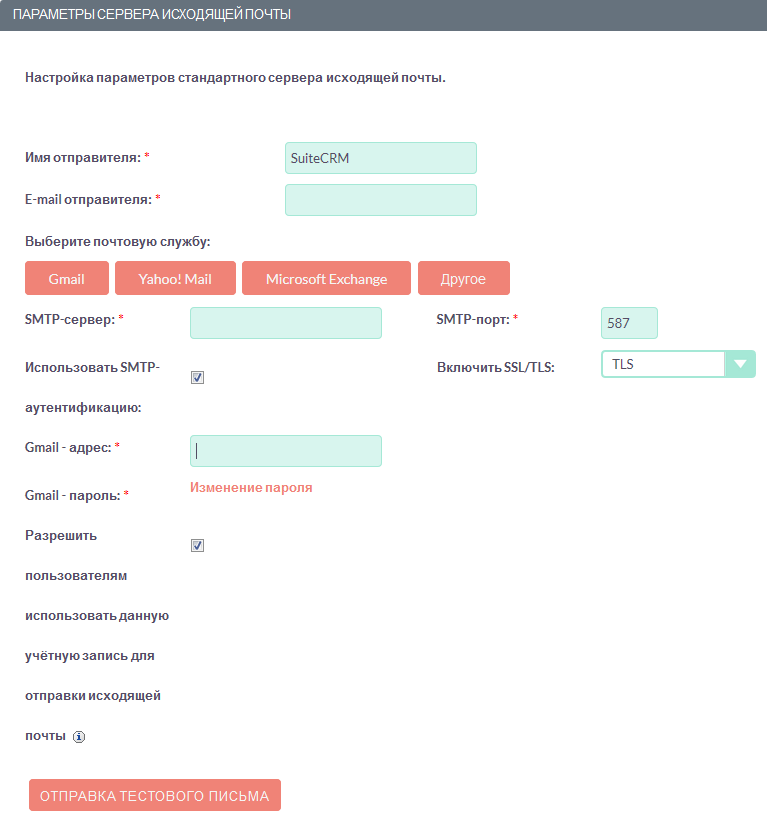 ПАРАМЕТРЫ СЕРВЕРА ИСХОДЯЩЕЙ ПОЧТЫ
Настройка параметров стандартного сервера исходящей почты.
Имя отправителя: * SuiteCRM
E-mail отправителя: *
Выберите почтовую службу:
Gmail Yahoo! Mail Microsoft Exchange Другое
SMTP-сервер: * SMTP-порт: * 587
Использовать SMTP- Включить SSL/TLS: TLS
аутентификацию:
Gmail - адрес: *
Gmail - пароль: * Изменение пароля
Разрешить
пользователям
использовать данную
учётную запись для
отправки исходящей
почты
ОТПРАВКА ТЕСТОВОГО ПИСЬМА